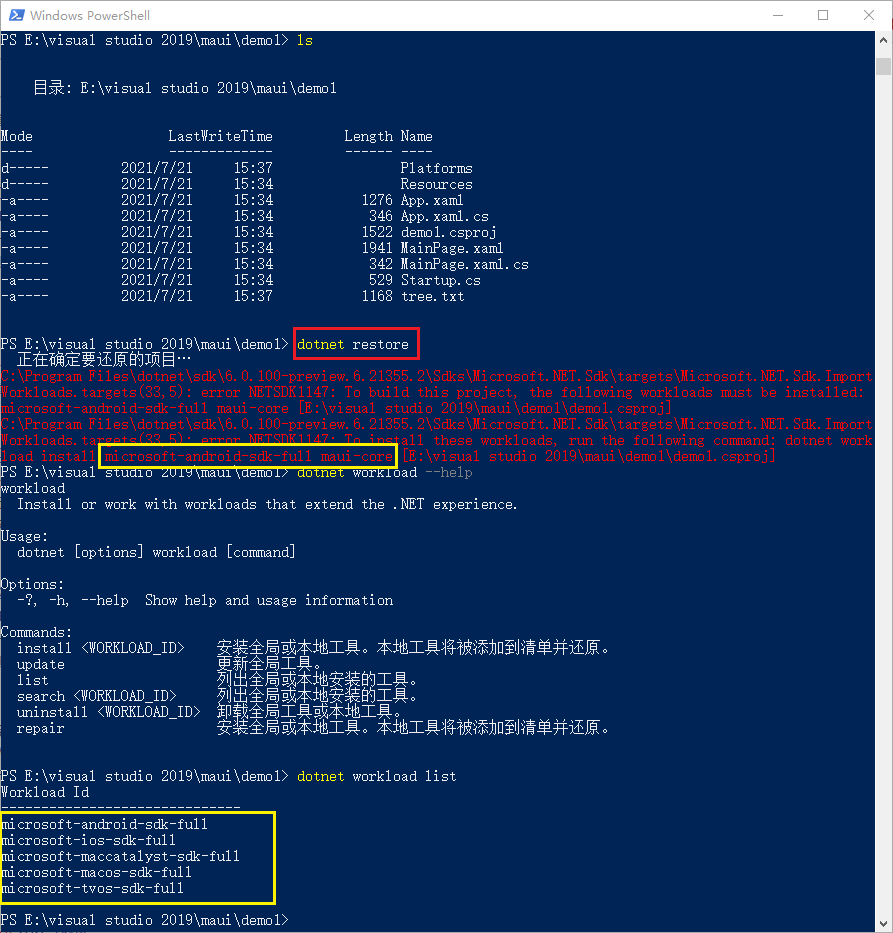 Windows PowerShell
PS E:\visual studio 2019\maui\demo1> ls
目录: E:\visual studio 2019\maui\demo1
Mode                 LastWriteTime         Length Name
----                 -------------         ------ ----
d-----         2021/7/21     15:37                Platforms
d-----         2021/7/21     15:34                Resources
-a----         2021/7/21     15:34           1276 App.xaml
-a----         2021/7/21     15:34            346 App.xaml.cs
-a----         2021/7/21     15:34           1522 demo1.csproj
-a----         2021/7/21     15:34           1941 MainPage.xaml
-a----         2021/7/21     15:34            342 MainPage.xaml.cs
-a----         2021/7/21     15:34            529 Startup.cs
-a----         2021/7/21     15:37           1168 tree.txt
PS E:\visual studio 2019\maui\demo1> dotnet restore
正在确定要还原的项目…
C:\Program Files\dotnet\sdk\6.0.100-preview.6.21355.2\Sdks\Microsoft.NET.Sdk\targets\Microsoft.NET.Sdk.Import
Workloads.targets(33,5): error NETSDK1147: To build this project, the following workloads must be installed:
microsoft-android-sdk-full maui-core [E:\visual studio 2019\maui\demo1\demo1.csproj]
C:\Program Files\dotnet\sdk\6.0.100-preview.6.21355.2\Sdks\Microsoft.NET.Sdk\targets\Microsoft.NET.Sdk.Import
Workloads.targets(33,5): error NETSDK1147: To install these workloads, run the following command: dotnet work
load install microsoft-android-sdk-full maui-core [E:\visual studio 2019\maui\demo1\demo1.csproj]
PS E:\visual studio 2019\maui\demo1> dotnet workload --help
workload
Install or work with workloads that extend the .NET experience.
Usage:
dotnet [options] workload [command]
Options:
-?, -h, --help  Show help and usage information
Commands:
install <WORKLOAD_ID>    安装全局或本地工具。本地工具将被添加到清单并还原。
update                   更新全局工具。
list                     列出全局或本地安装的工具。
search <WORKLOAD_ID>     列出全局或本地安装的工具。
uninstall <WORKLOAD_ID>  卸载全局工具或本地工具。
repair                   安装全局或本地工具。本地工具将被添加到清单并还原。
PS E:\visual studio 2019\maui\demo1> dotnet workload list
Workload Id
------------------------------
microsoft-android-sdk-full
microsoft-ios-sdk-full
microsoft-maccatalyst-sdk-full
microsoft-macos-sdk-full
microsoft-tvos-sdk-full
PS E:\visual studio 2019\maui\demo1>